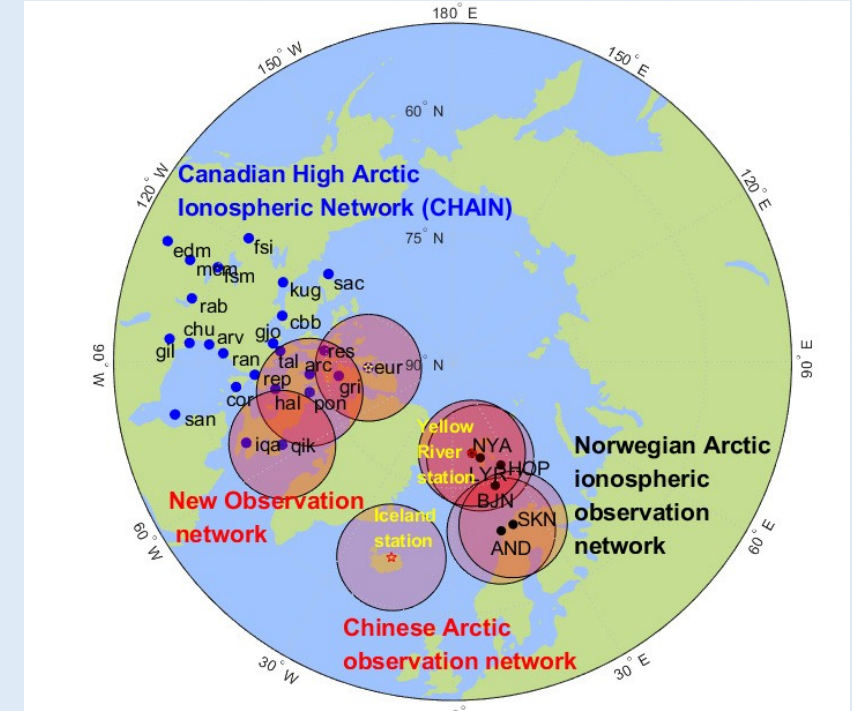 180° E
150° W
150° E
60° N
120° W
120° E
Canadian High Arctic
Ionospheric Network (CHAIN)
75° N
edm
fsi
mcm
fsm
sac
kug
rab
cbb
chu
arv
gjo
gil
ran
tal
arc
res
90° W
90° N
90° E
eur
rep
gri
cor
hal
pon
san
iqa
qik
Yellow
River
station
NYA
LYR
HOP
BJN
SKN
AND
Norwegian Arctic
ionospheric
observation
network
New Observation
network
Iceland
station
60° W
60° E
Chinese Arctic
observation network
30° W
30° E